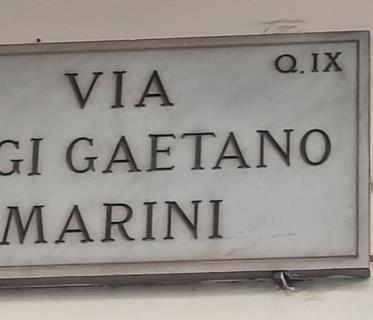 Q. IX
VIA
GI GAETANO
MARINI